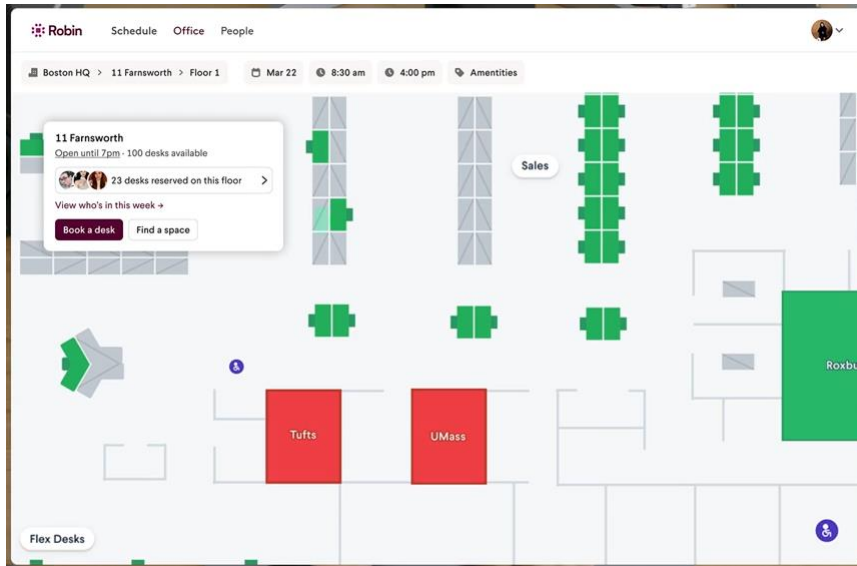 Robin
Schedule
Office
People
Boston HQ > 11 Farnsworth > Floor 1
Mar 22
8:30 am
4:00 pm
Amentities
11 Farnsworth
Open until 7pm · 100 desks available
23 desks reserved on this floor >
View who's in this week →
Book a desk
Find a space
Sales
Roxbu
Tufts
UMass
Flex Desks